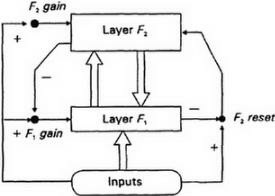 F₂ gain
+
Layer F₂
−
+ F₁ gain
Layer F₁
−
F₂ reset
+
Inputs